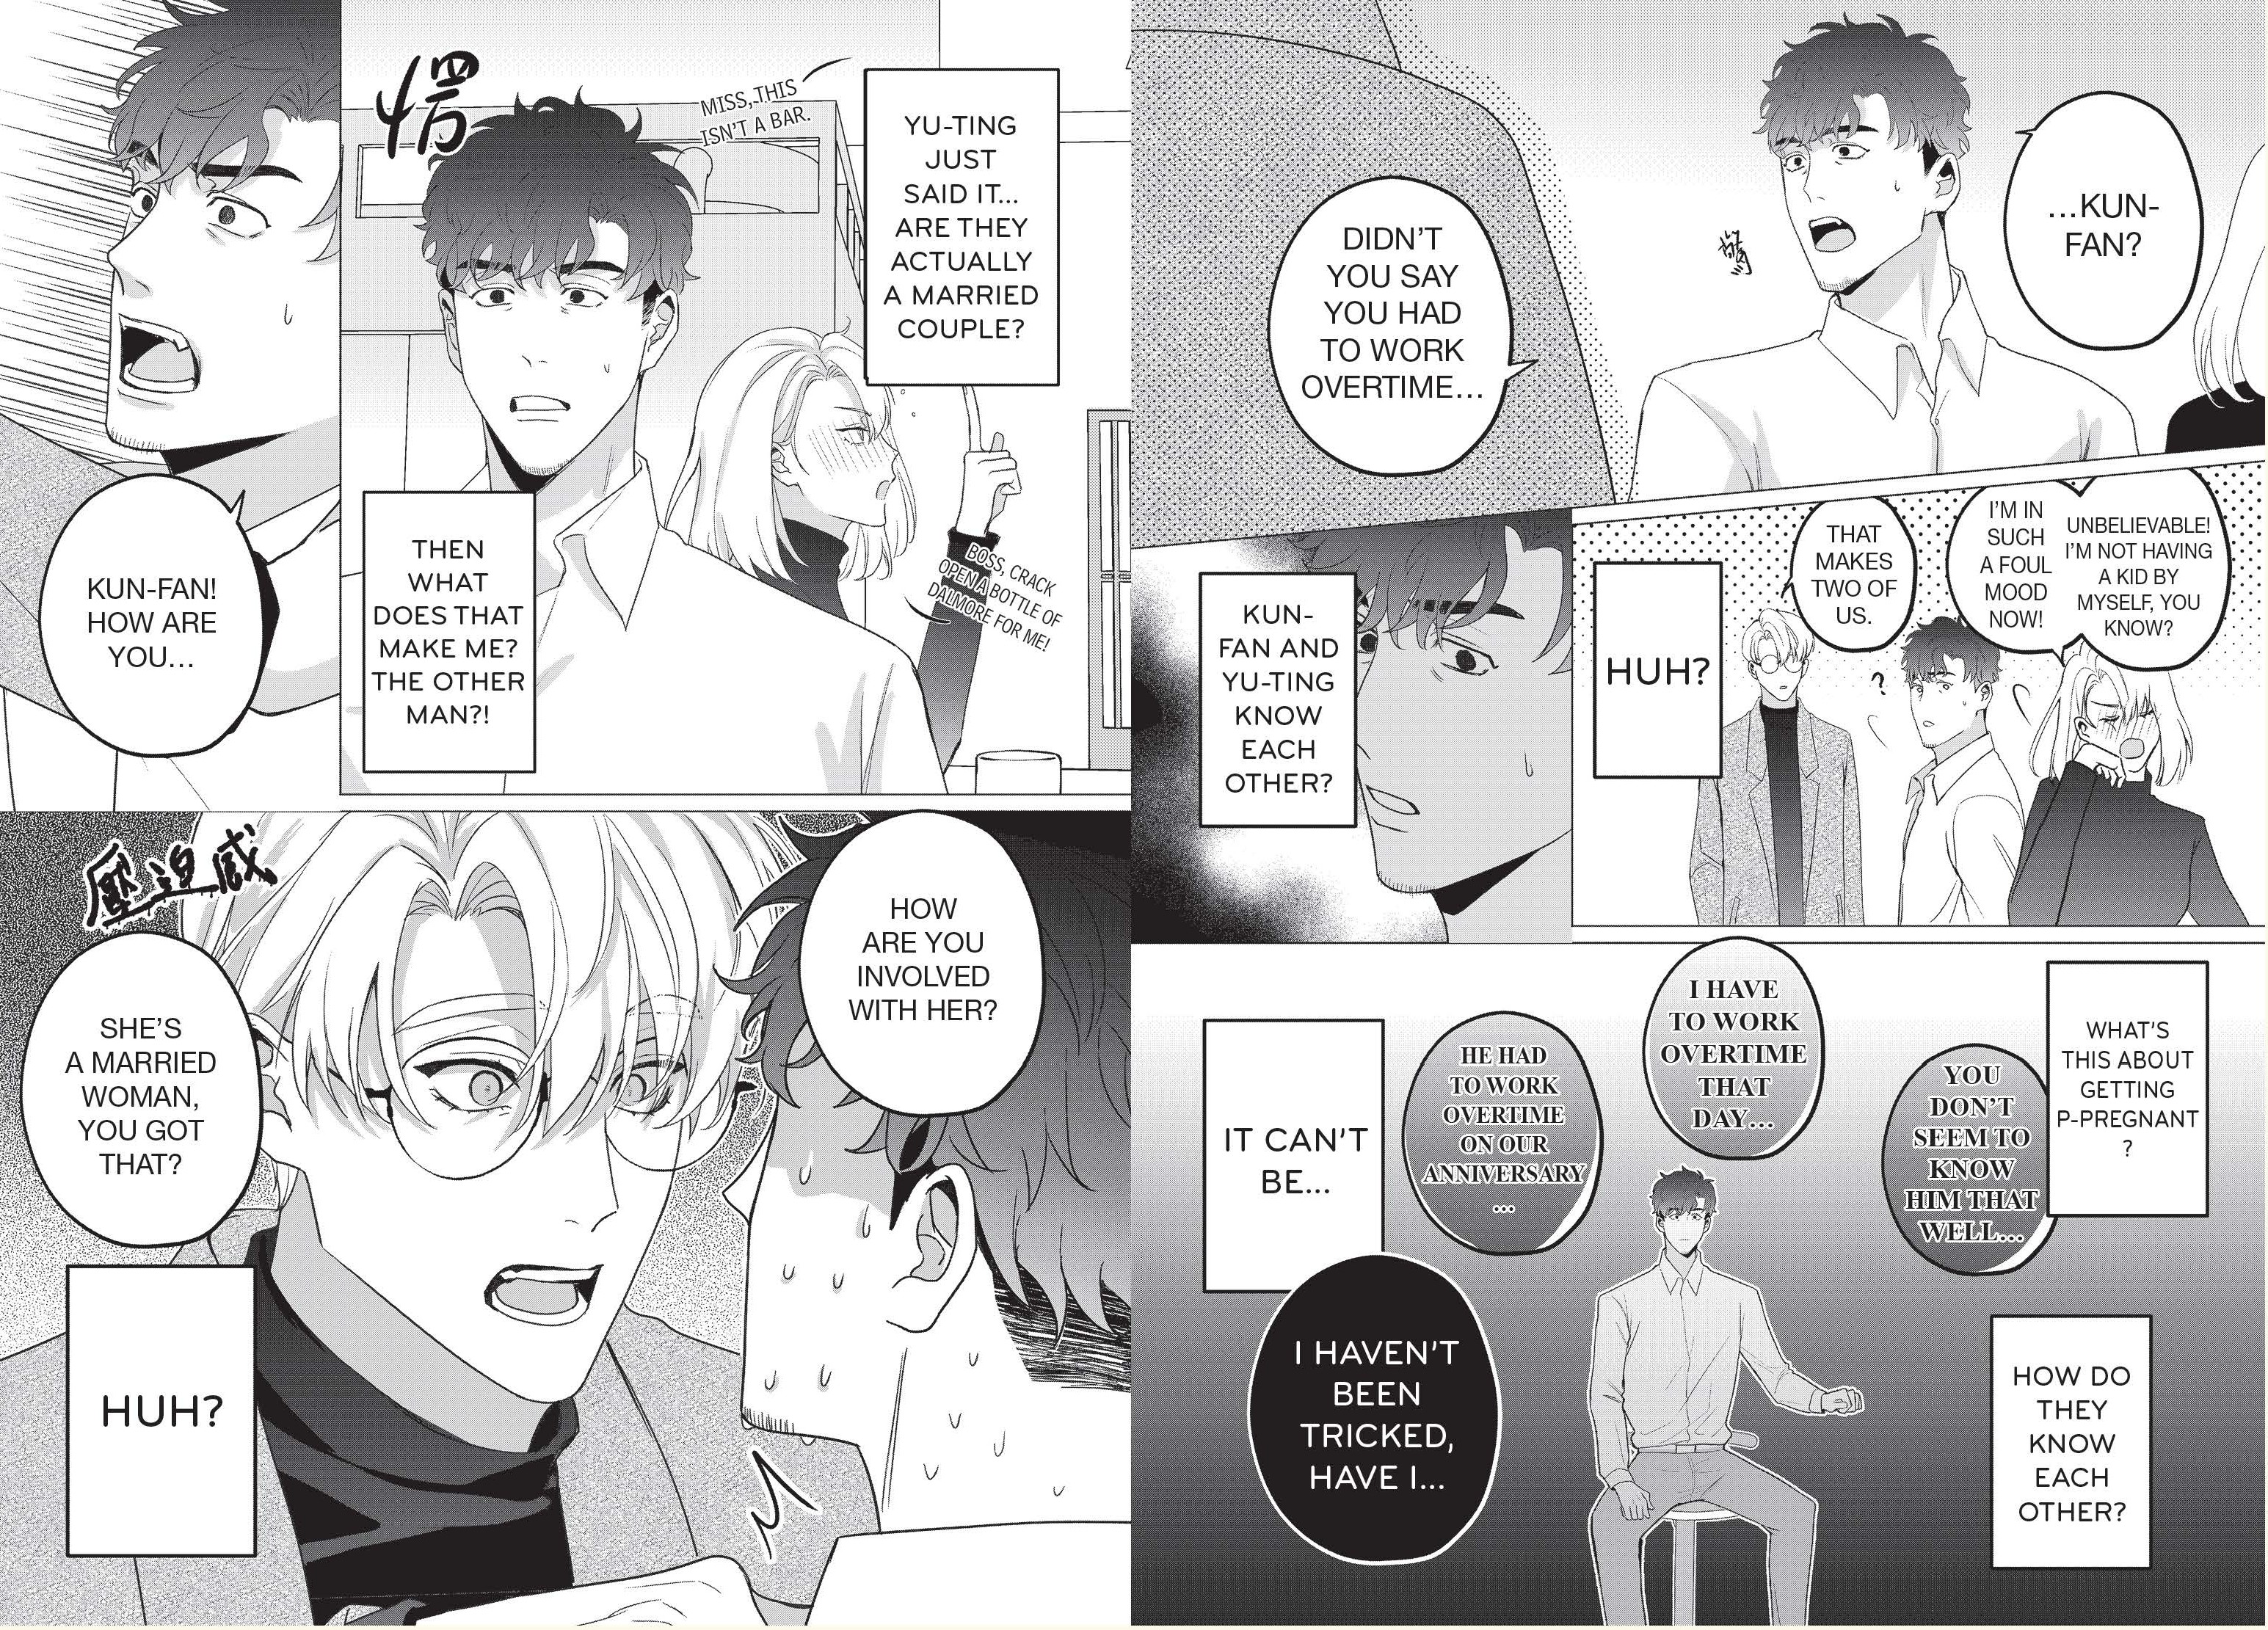 ...KUN-
FAN?
驚
DIDN'T
YOU SAY
YOU HAD
TO WORK
OVERTIME...
UNBELIEVABLE!
I'M NOT HAVING
A KID BY
MYSELF, YOU
KNOW?
I'M IN
SUCH
A FOUL
MOOD
NOW!
THAT
MAKES
TWO OF
US.
?
HUH?
KUN-
FAN AND
YU-TING
KNOW
EACH
OTHER?
WHAT'S
THIS ABOUT
GETTING
P-PREGNANT
?
YOU
DON'T
SEEM TO
KNOW
HIM THAT
WELL...
I HAVE
TO WORK
OVERTIME
THAT
DAY...
HE HAD
TO WORK
OVERTIME
ON OUR
ANNIVERSARY
...
HOW DO
THEY
KNOW
EACH
OTHER?
IT CAN'T
BE...
I HAVEN'T
BEEN
TRICKED,
HAVE I...
YU-TING
JUST
SAID IT...
ARE THEY
ACTUALLY
A MARRIED
COUPLE?
MISS, THIS
ISN'T A BAR.
愣
BOSS, CRACK
OPEN A BOTTLE OF
DALMORE FOR ME!
THEN
WHAT
DOES THAT
MAKE ME?
THE OTHER
MAN?!
KUN-FAN!
HOW ARE
YOU...
HOW
ARE YOU
INVOLVED
WITH HER?
壓迫感
SHE'S
A MARRIED
WOMAN,
YOU GOT
THAT?
HUH?